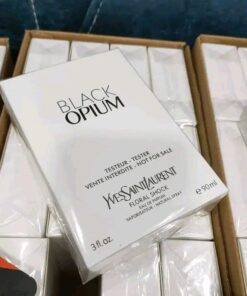 BLACK
OPIUM
TESTEUR - TESTER
VENTE INTERDITE - NOT FOR SALE
YVESSAINTLAURENT
FLORAL SHOCK
EAU DE PARFUM
VAPORISATEUR - NATURAL SPRAY
3 fl.oz. e 90ml